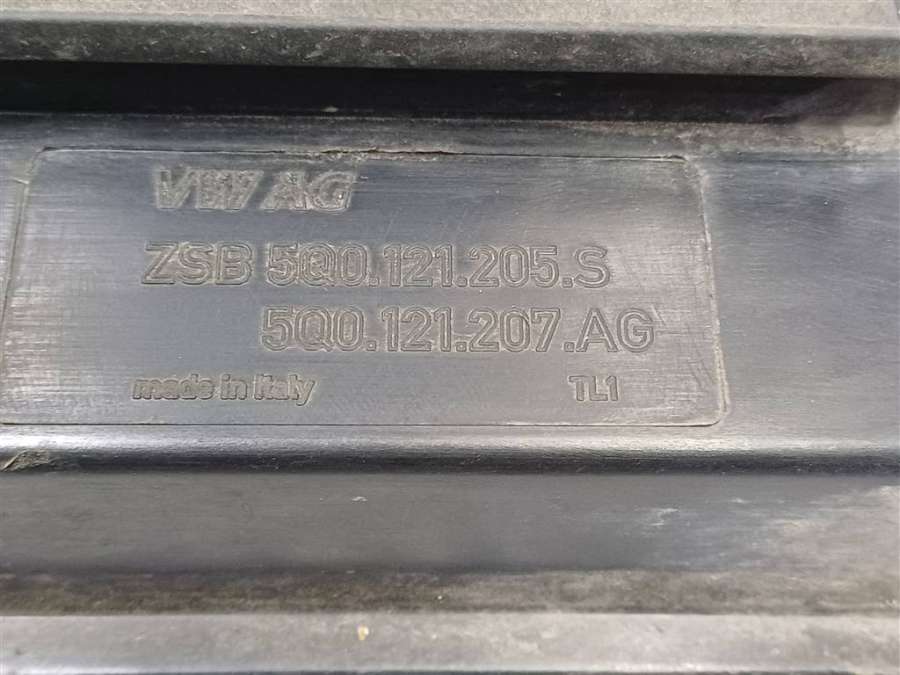 VW AG
ZSB 5Q0.121.205.S
5Q0.121.207.AG
made in Italy
TL1